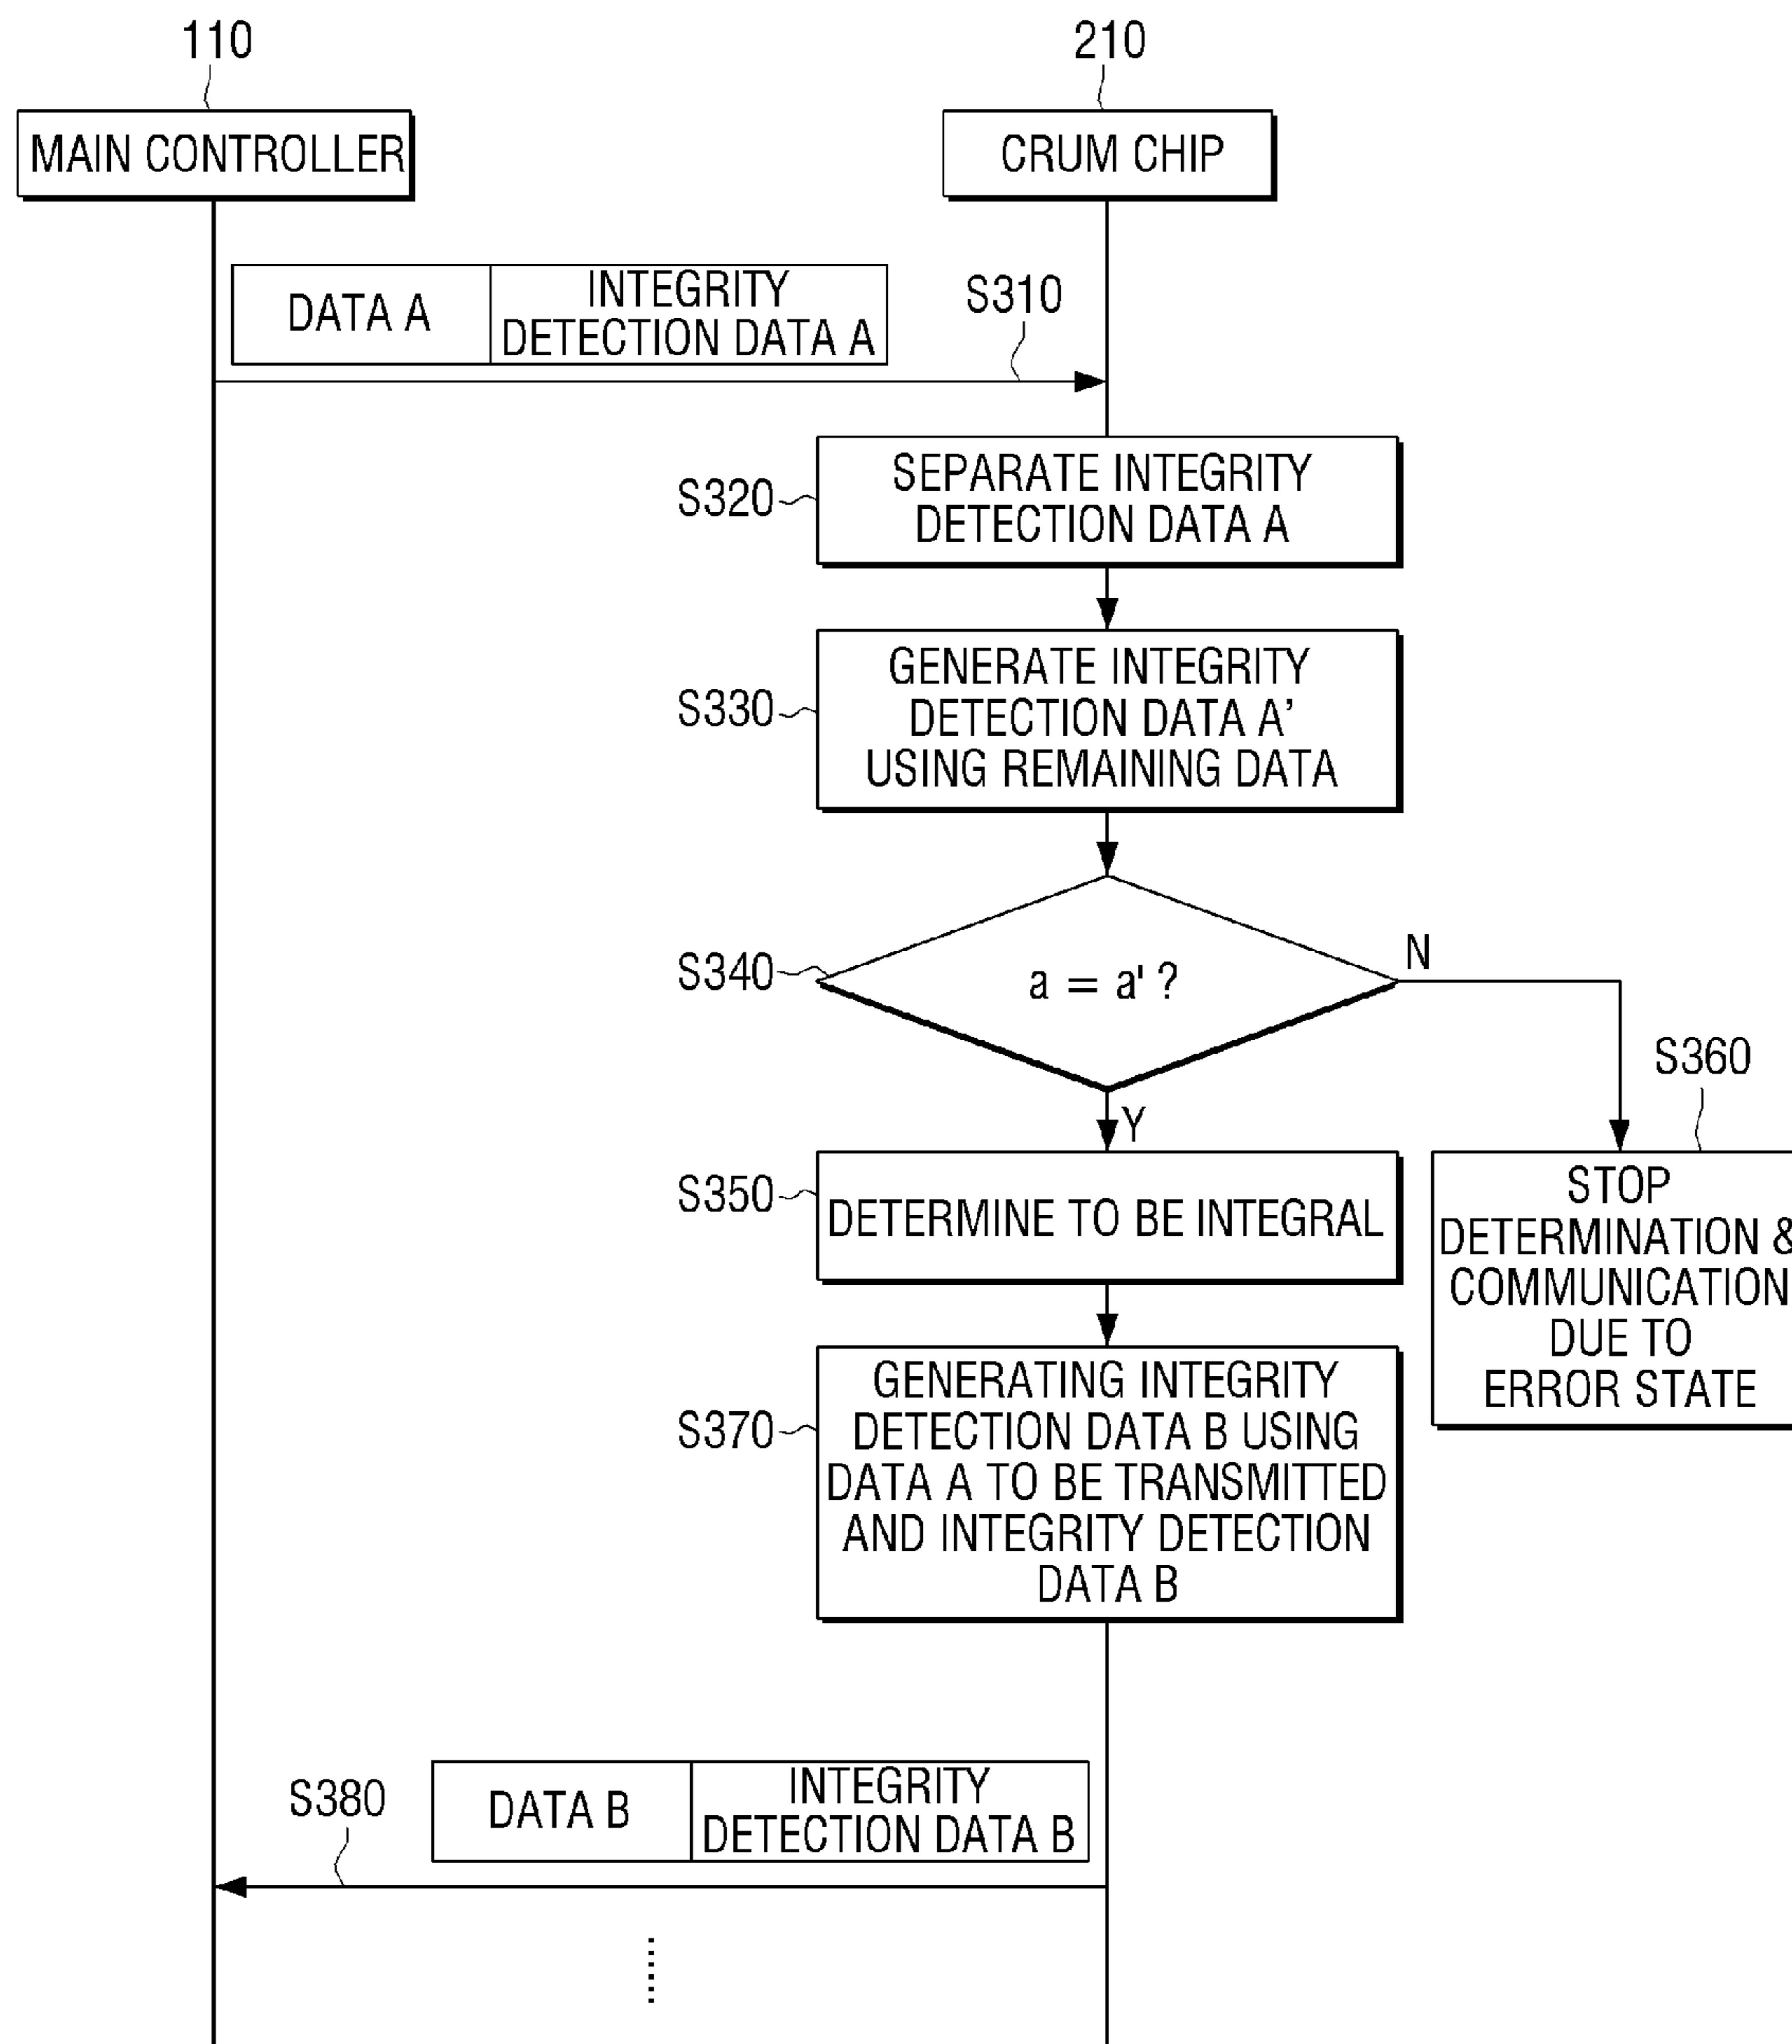 110
210
MAIN CONTROLLER
CRUM CHIP
DATA A
INTEGRITY
DETECTION DATA A
S310
S320
SEPARATE INTEGRITY
DETECTION DATA A
S330
GENERATE INTEGRITY
DETECTION DATA A'
USING REMAINING DATA
S340
a = a' ?
N
Y
S360
S350
DETERMINE TO BE INTEGRAL
STOP
DETERMINATION &
COMMUNICATION
DUE TO
ERROR STATE
S370
GENERATING INTEGRITY
DETECTION DATA B USING
DATA A TO BE TRANSMITTED
AND INTEGRITY DETECTION
DATA B
S380
DATA B
INTEGRITY
DETECTION DATA B